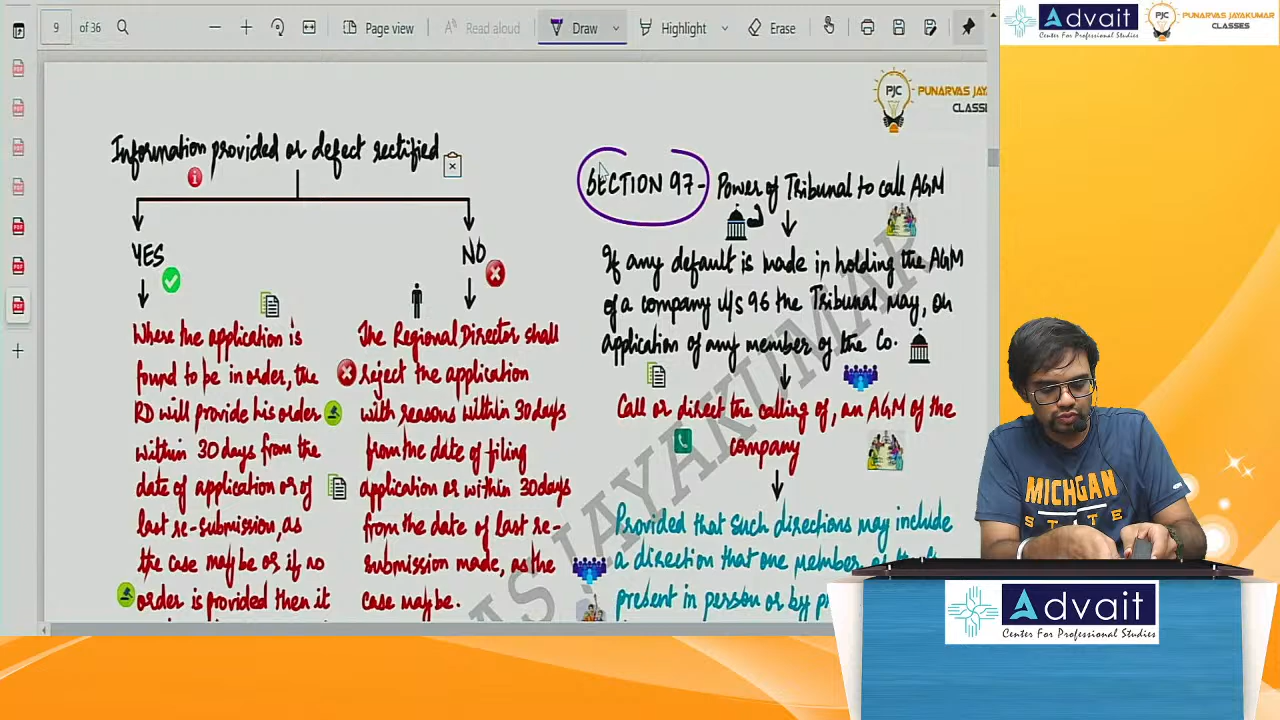 9 of 36
Page view
Read aloud
Draw
Highlight
Erase
Advait
Center For Professional Studies
PJC
PUNARVAS JAYAKUMAR
CLASSES
PJC
PUNARVAS JAY
CLASS
Information provided or defect rectified
YES
NO
Where the application is
found to be in order, the
RD will provide his order
within 30 days from the
date of application or of
last re-submission, as
the case may be or if no
order is provided then it
The Regional Director shall
reject the application
with reasons within 30 days
from the date of filing
application or within 30 days
from the date of last re-
submission made, as the
case may be.
SECTION 97- Power of Tribunal to call AGM
If any default is made in holding the AGM
of a company u/s 96 the Tribunal may, on
application of any member of the Co.
Call or direct the calling of, an AGM of the
company
Provided that such directions may include
a direction that one member
present in person or by
AS JAYAKUMAR
MICHIGAN
STATE
Advait
Center For Professional Studies